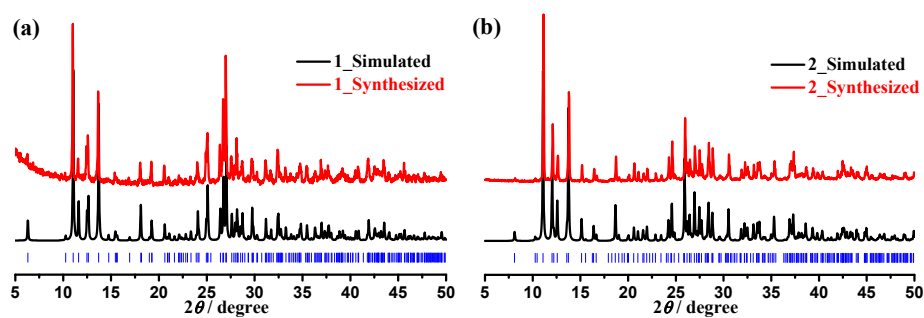 (a)
1_Simulated
1_Synthesized
5 10 15 20 25 30 35 40 45 50
2θ / degree
(b)
2_Simulated
2_Synthesized
5 10 15 20 25 30 35 40 45 50
2θ / degree